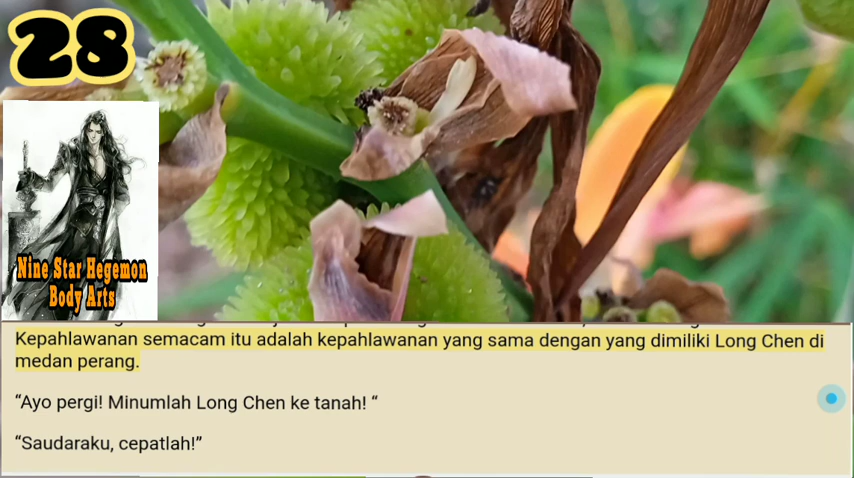 28
Nine Star Hegemon
Body Arts
Kepahlawanan semacam itu adalah kepahlawanan yang sama dengan yang dimiliki Long Chen di
medan perang.
“Ayo pergi! Minumlah Long Chen ke tanah! “
“Saudaraku, cepatlah!”